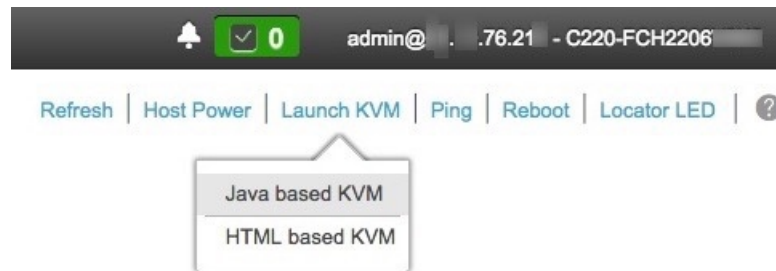 0 admin@ . .76.21 - C220-FCH2206
Refresh | Host Power | Launch KVM | Ping | Reboot | Locator LED | ?
Java based KVM
HTML based KVM